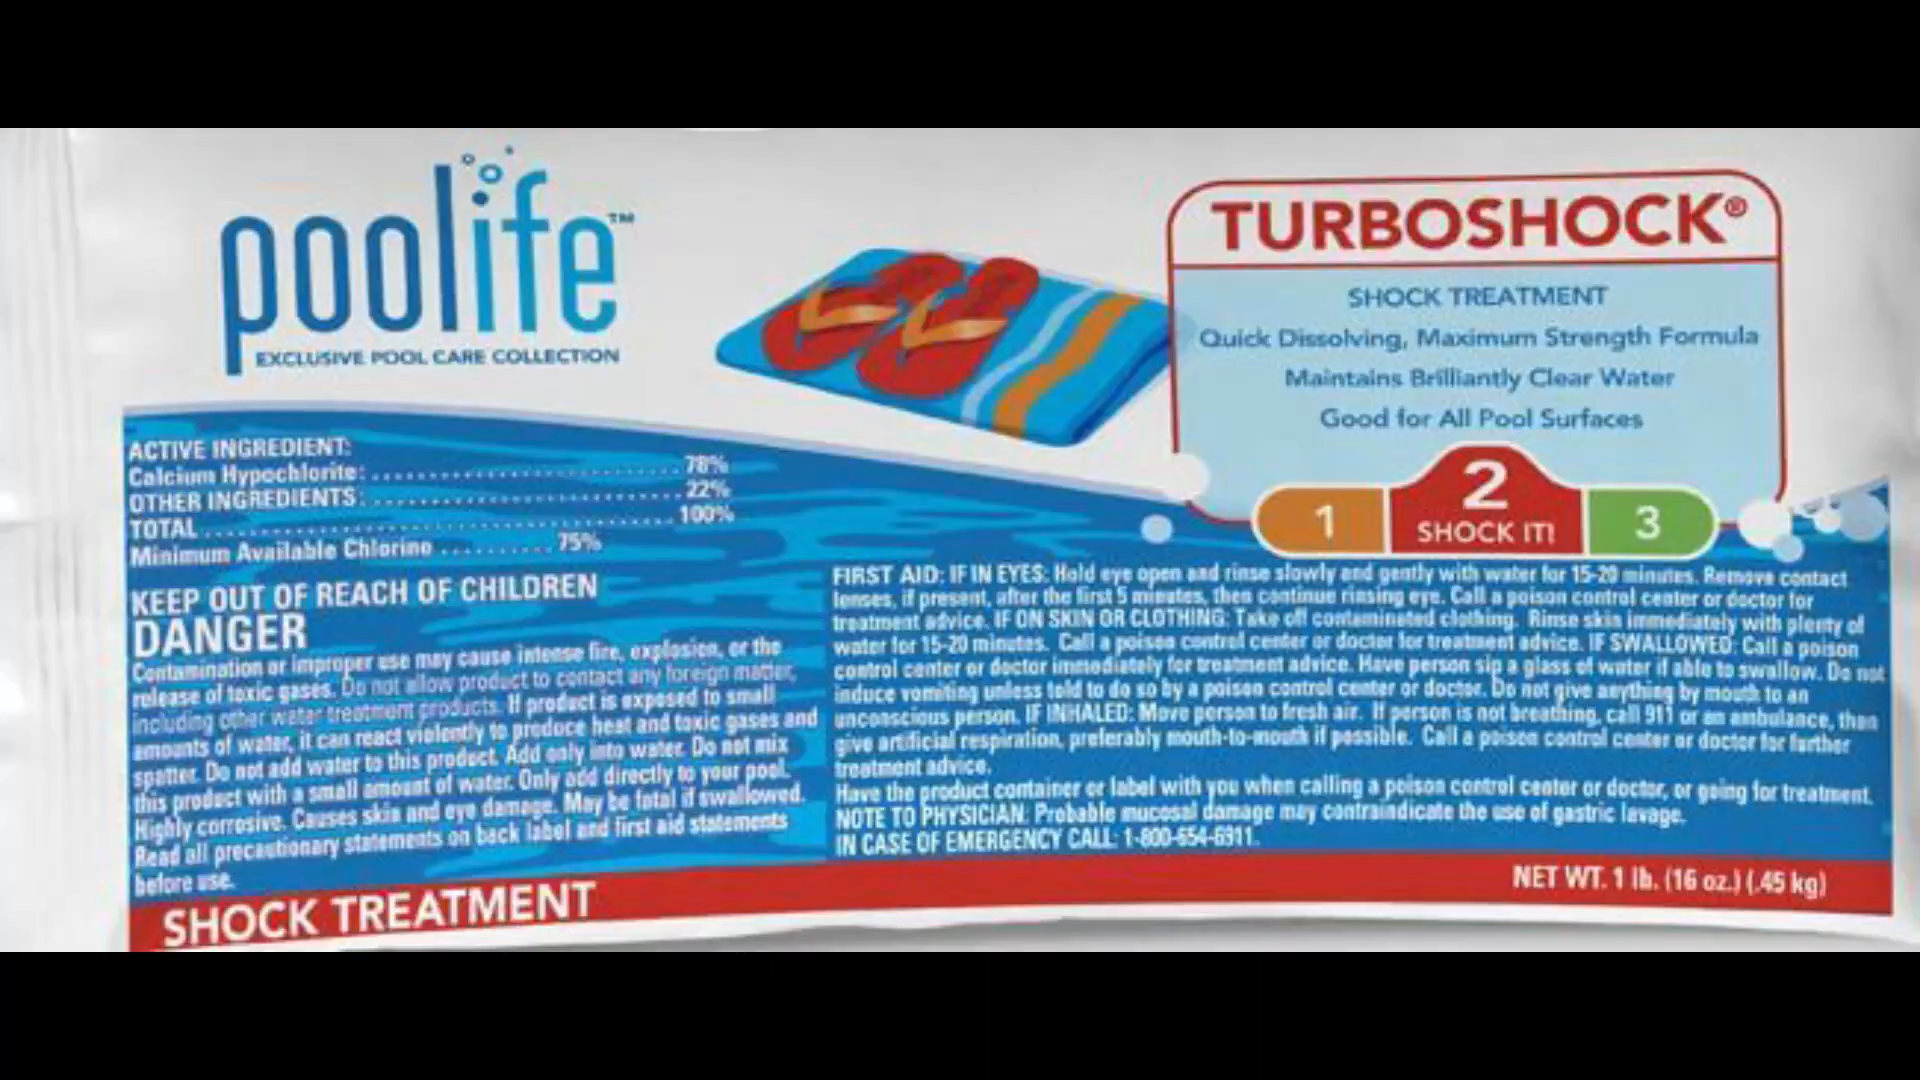 poolife™
EXCLUSIVE POOL CARE COLLECTION
TURBOSHOCK®
SHOCK TREATMENT
Quick Dissolving, Maximum Strength Formula
Maintains Brilliantly Clear Water
Good for All Pool Surfaces
1
2
SHOCK IT!
3
ACTIVE INGREDIENT:
Calcium Hypochlorite: .............................. 78%
OTHER INGREDIENTS: .............................. 22%
TOTAL .............................. 100%
Minimum Available Chlorine .......... 75%
KEEP OUT OF REACH OF CHILDREN
DANGER
Contamination or improper use may cause intense fire, explosion, or the
release of toxic gases. Do not allow product to contact any foreign matter,
including other water treatment products. If product is exposed to small
amounts of water, it can react violently to produce heat and toxic gases and
spatter. Do not add water to this product. Add only into water. Do not mix
this product with a small amount of water. Only add directly to your pool.
Highly corrosive. Causes skin and eye damage. May be fatal if swallowed.
Read all precautionary statements on back label and first aid statements
before use.
FIRST AID: IF IN EYES: Hold eye open and rinse slowly and gently with water for 15-20 minutes. Remove contact
lenses, if present, after the first 5 minutes, then continue rinsing eye. Call a poison control center or doctor for
treatment advice. IF ON SKIN OR CLOTHING: Take off contaminated clothing. Rinse skin immediately with plenty of
water for 15-20 minutes. Call a poison control center or doctor for treatment advice. IF SWALLOWED: Call a poison
control center or doctor immediately for treatment advice. Have person sip a glass of water if able to swallow. Do not
induce vomiting unless told to do so by a poison control center or doctor. Do not give anything by mouth to an
unconscious person. IF INHALED: Move person to fresh air. If person is not breathing, call 911 or an ambulance, then
give artificial respiration, preferably mouth-to-mouth if possible. Call a poison control center or doctor for further
treatment advice.
Have the product container or label with you when calling a poison control center or doctor, or going for treatment.
NOTE TO PHYSICIAN: Probable mucosal damage may contraindicate the use of gastric lavage.
IN CASE OF EMERGENCY CALL: 1-800-654-6911.
SHOCK TREATMENT
NET WT. 1 lb. (16 oz.) (.45 kg)